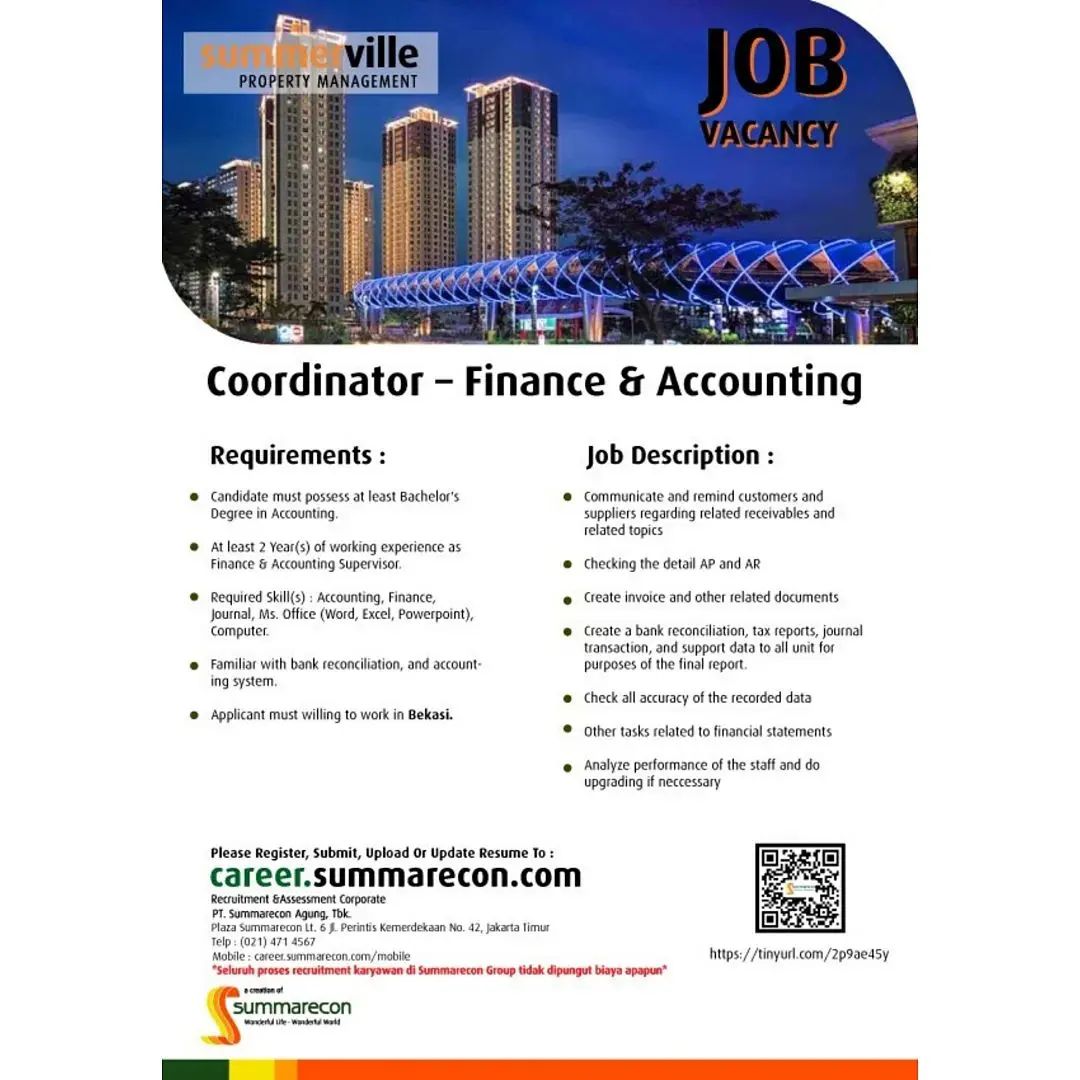 summerville
PROPERTY MANAGEMENT
JOB
VACANCY
Coordinator – Finance & Accounting
Requirements :
Candidate must possess at least Bachelor's
Degree in Accounting.
At least 2 Year(s) of working experience as
Finance & Accounting Supervisor.
Required Skill(s) : Accounting, Finance,
Journal, Ms. Office (Word, Excel, Powerpoint),
Computer.
Familiar with bank reconciliation, and account-
ing system.
Applicant must willing to work in Bekasi.
Job Description :
Communicate and remind customers and
suppliers regarding related receivables and
related topics
Checking the detail AP and AR
Create invoice and other related documents
Create a bank reconciliation, tax reports, journal
transaction, and support data to all unit for
purposes of the final report.
Check all accuracy of the recorded data
Other tasks related to financial statements
Analyze performance of the staff and do
upgrading if neccessary
Please Register, Submit, Upload Or Update Resume To :
career.summarecon.com
Recruitment &Assessment Corporate
PT. Summarecon Agung, Tbk.
Plaza Summarecon Lt. 6 Jl. Perintis Kemerdekaan No. 42, Jakarta Timur
Telp : (021) 471 4567
Mobile : career.summarecon.com/mobile
*Seluruh proses recruitment karyawan di Summarecon Group tidak dipungut biaya apapun*
https://tinyurl.com/2p9ae45y
a creation of
summarecon
Wonderful Life - Wonderful World